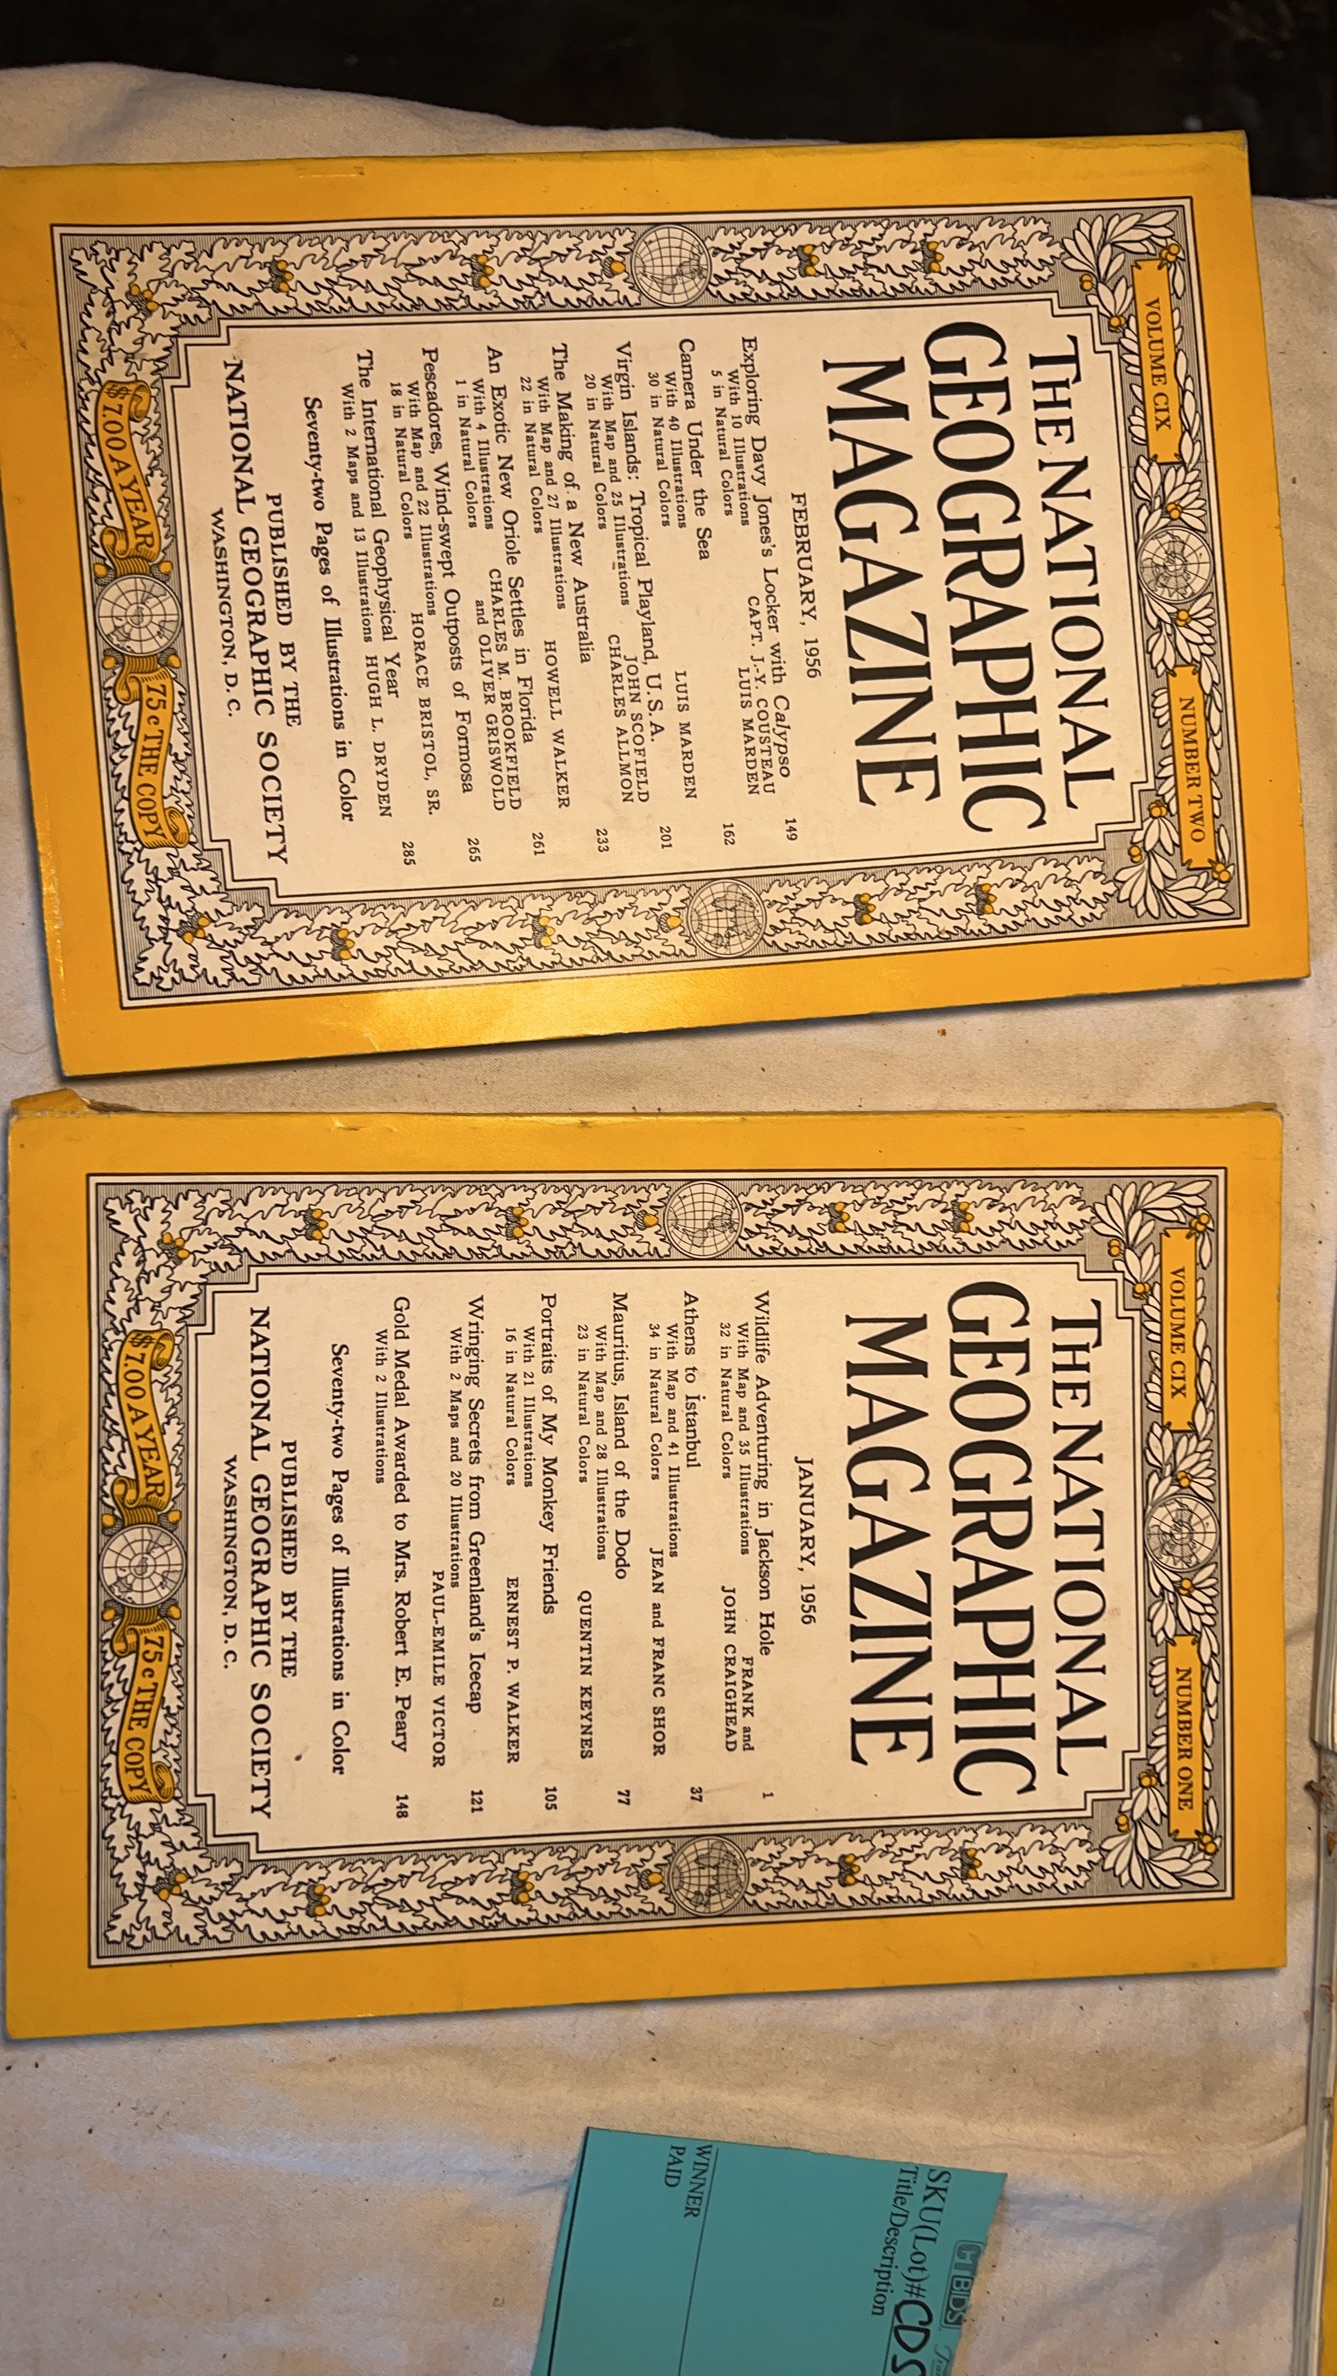 VOLUME CIX
NUMBER TWO
THE NATIONAL
GEOGRAPHIC
MAGAZINE
FEBRUARY, 1956
Exploring Davy Jones's Locker with Calypso 149
With 10 Illustrations CAPT. J.-Y. COUSTEAU
5 in Natural Colors LUIS MARDEN
Camera Under the Sea 162
With 40 Illustrations
30 in Natural Colors LUIS MARDEN
Virgin Islands: Tropical Playland, U.S.A. 201
With Map and 25 Illustrations JOHN SCOFIELD
20 in Natural Colors CHARLES ALLMON
The Making of a New Australia 233
With Map and 27 Illustrations
22 in Natural Colors HOWELL WALKER
An Exotic New Oriole Settles in Florida 261
With 4 Illustrations CHARLES M. BROOKFIELD
1 in Natural Colors and OLIVER GRISWOLD
Pescadores, Wind-swept Outposts of Formosa 265
With Map and 22 Illustrations
18 in Natural Colors HORACE BRISTOL, SR.
The International Geophysical Year 285
With 2 Maps and 13 Illustrations HUGH L. DRYDEN
Seventy-two Pages of Illustrations in Color
PUBLISHED BY THE
NATIONAL GEOGRAPHIC SOCIETY
WASHINGTON, D. C.
$7.00 A YEAR
75c THE COPY
VOLUME CIX
NUMBER ONE
THE NATIONAL
GEOGRAPHIC
MAGAZINE
JANUARY, 1956
Wildlife Adventuring in Jackson Hole 1
With Map and 35 Illustrations FRANK and
32 in Natural Colors JOHN CRAIGHEAD
Athens to İstanbul 37
With Map and 41 Illustrations
34 in Natural Colors JEAN and FRANC SHOR
Mauritius, Island of the Dodo 77
With Map and 28 Illustrations
23 in Natural Colors QUENTIN KEYNES
Portraits of My Monkey Friends 105
With 21 Illustrations
16 in Natural Colors ERNEST P. WALKER
Wringing Secrets from Greenland's Icecap 121
With 2 Maps and 20 Illustrations
PAUL-EMILE VICTOR
Gold Medal Awarded to Mrs. Robert E. Peary 148
With 2 Illustrations
Seventy-two Pages of Illustrations in Color
PUBLISHED BY THE
NATIONAL GEOGRAPHIC SOCIETY
WASHINGTON, D. C.
$7.00 A YEAR
75c THE COPY
SKU(Lot)#CDS
Title/Description
WINNER
PAID